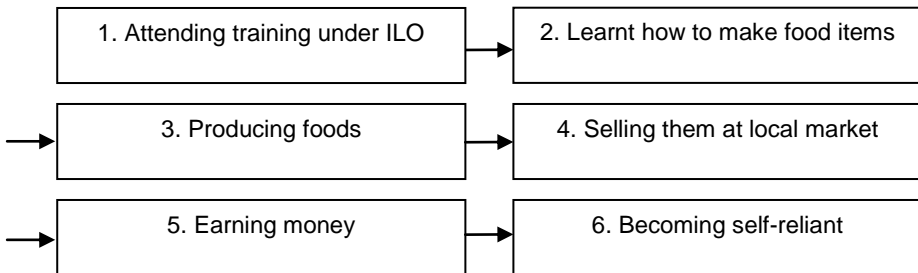 1. Attending training under ILO
2. Learnt how to make food items
3. Producing foods
4. Selling them at local market
5. Earning money
6. Becoming self-reliant